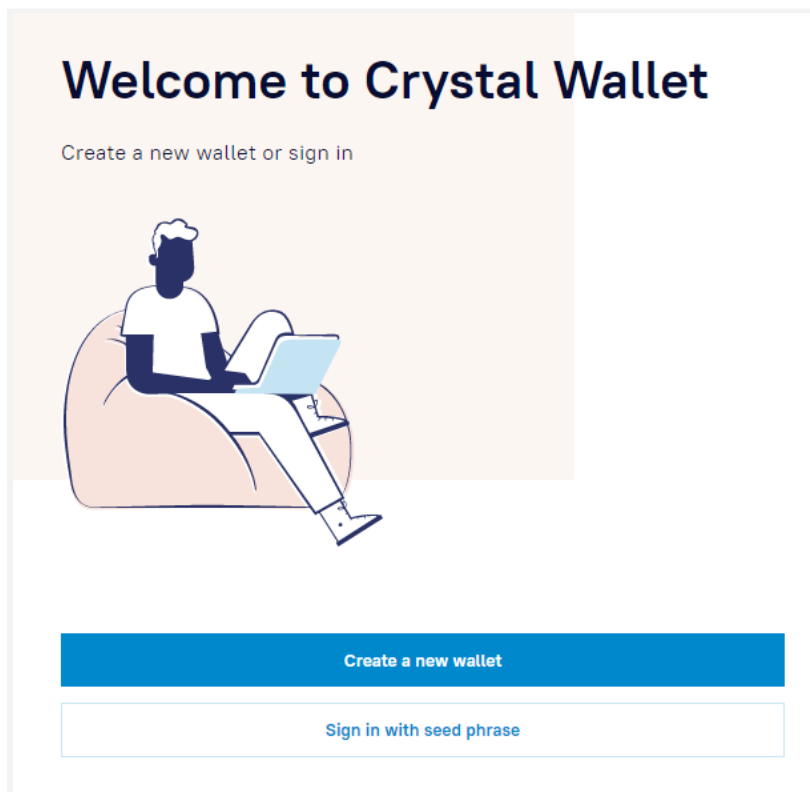 Welcome to Crystal Wallet
Create a new wallet or sign in
Create a new wallet
Sign in with seed phrase